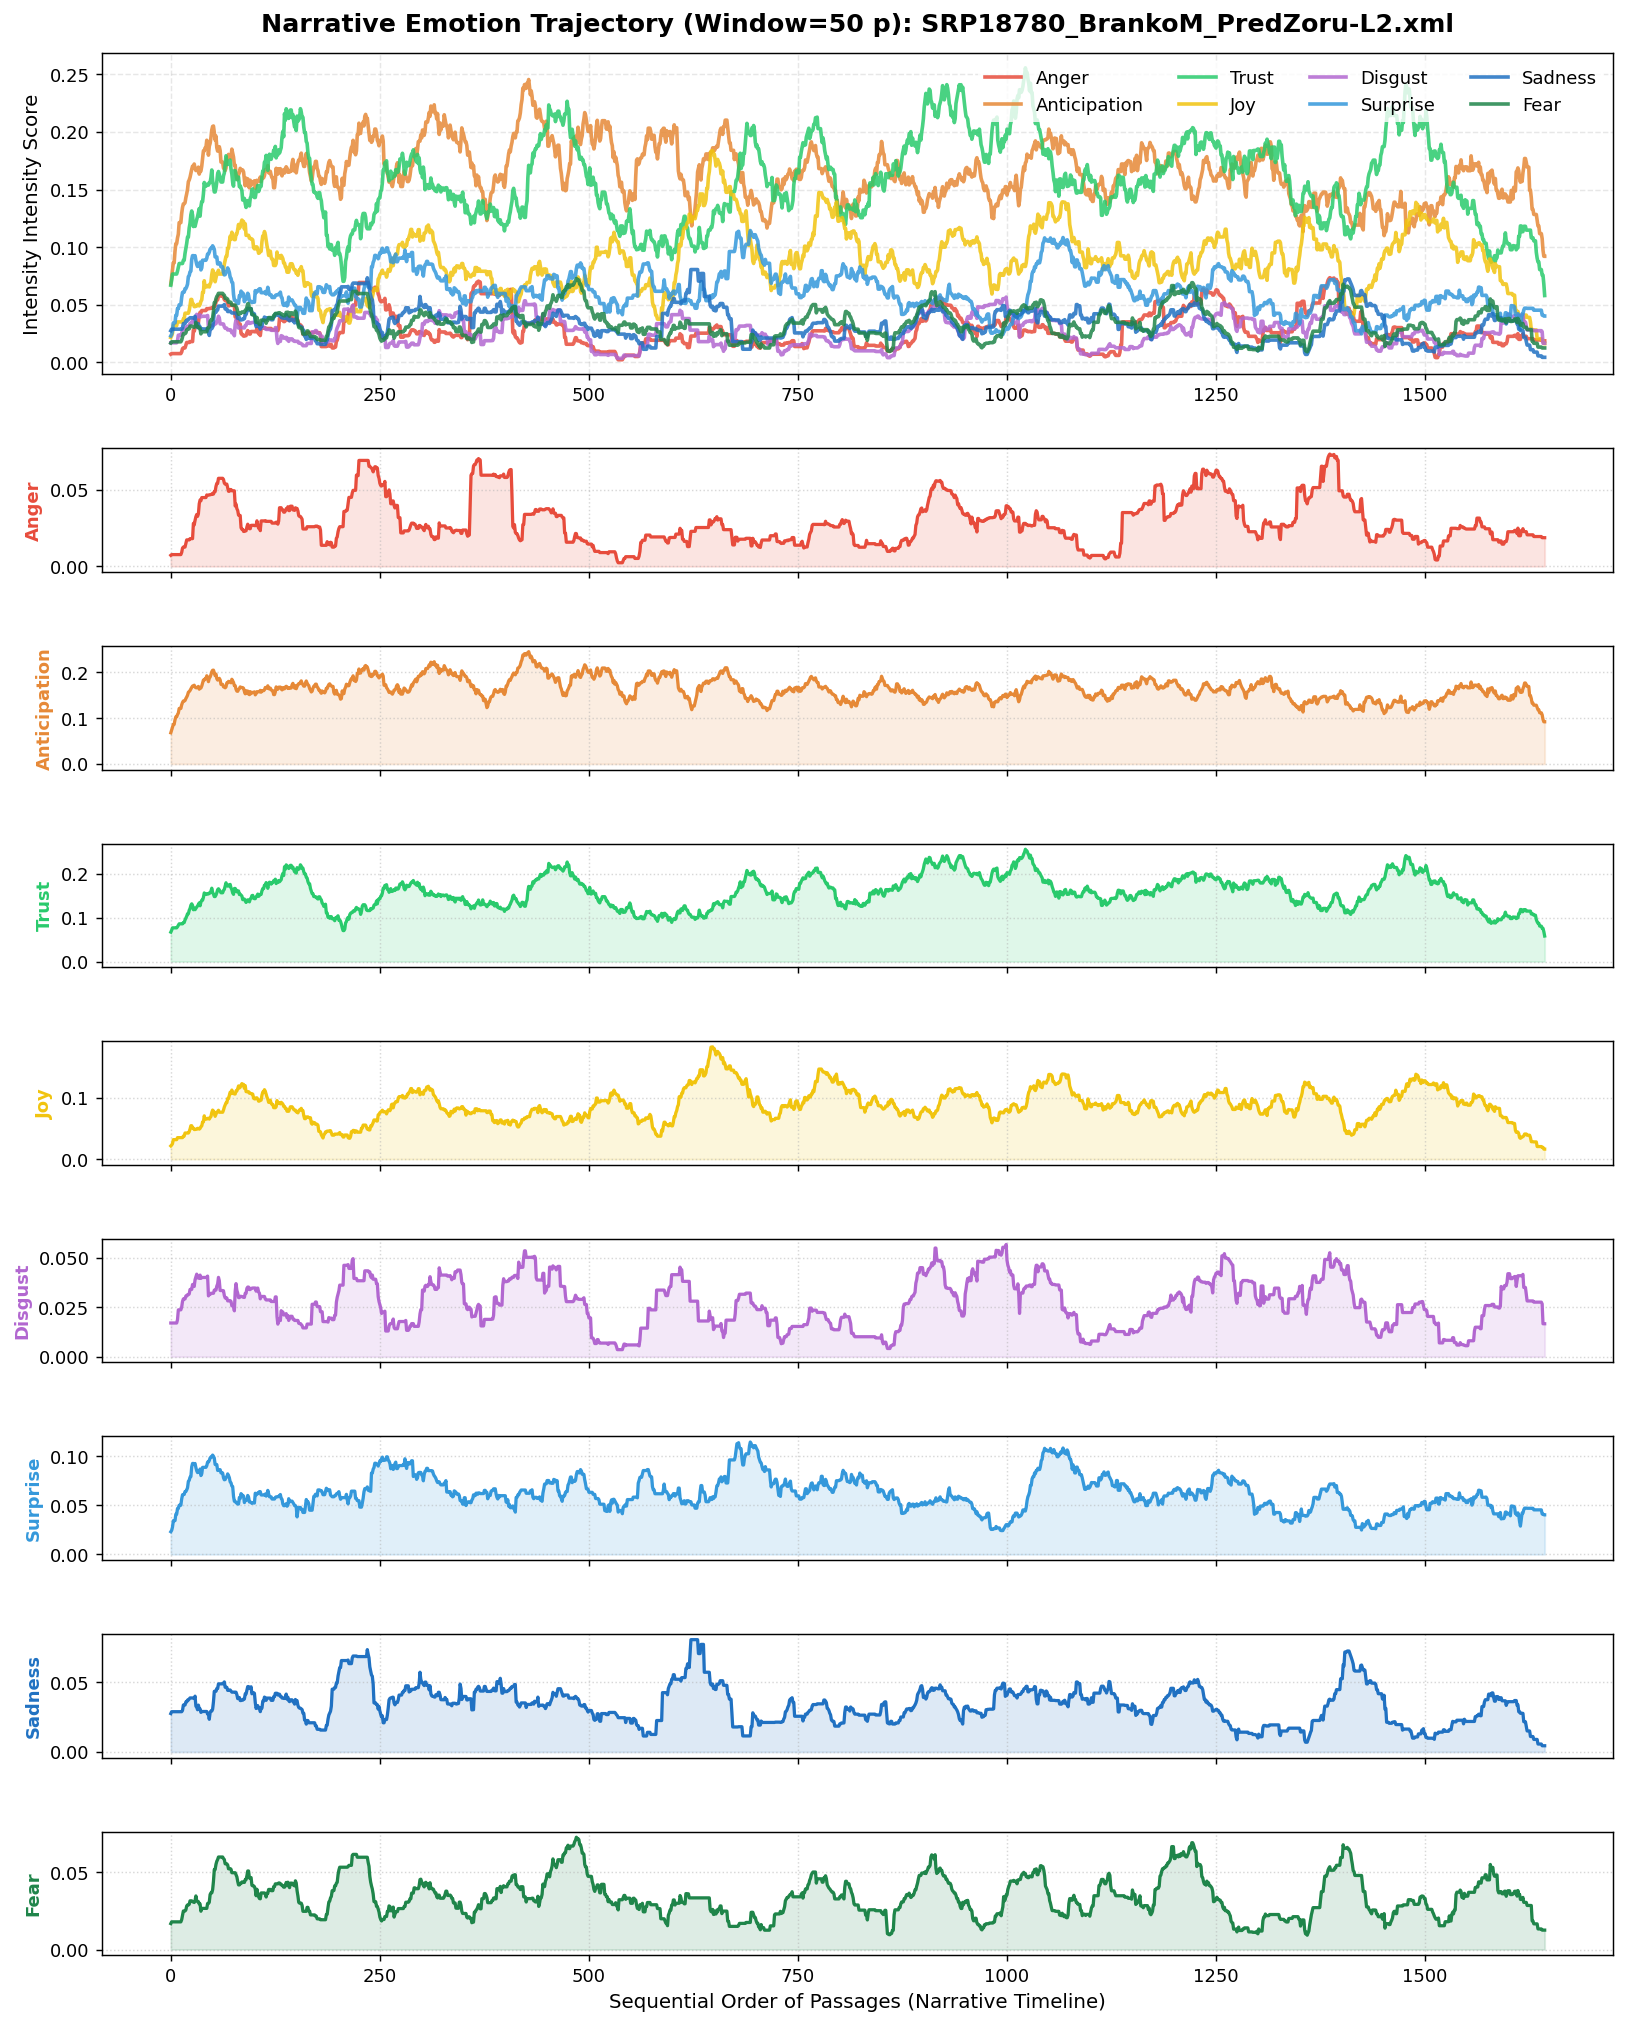 Narrative Emotion Trajectory (Window=50 p): SRP18780_BrankoM_PredZoru-L2.xml
Intensity Intensity Score
0.25
0.20
0.15
0.10
0.05
0.00
Anger Trust Disgust Sadness
Anticipation Joy Surprise Fear
0 250 500 750 1000 1250 1500
Anger
0.05
0.00
Anticipation
0.2
0.1
0.0
Trust
0.2
0.1
0.0
Joy
0.1
0.0
Disgust
0.050
0.025
0.000
Surprise
0.10
0.05
0.00
Sadness
0.05
0.00
Fear
0.05
0.00
0 250 500 750 1000 1250 1500
Sequential Order of Passages (Narrative Timeline)